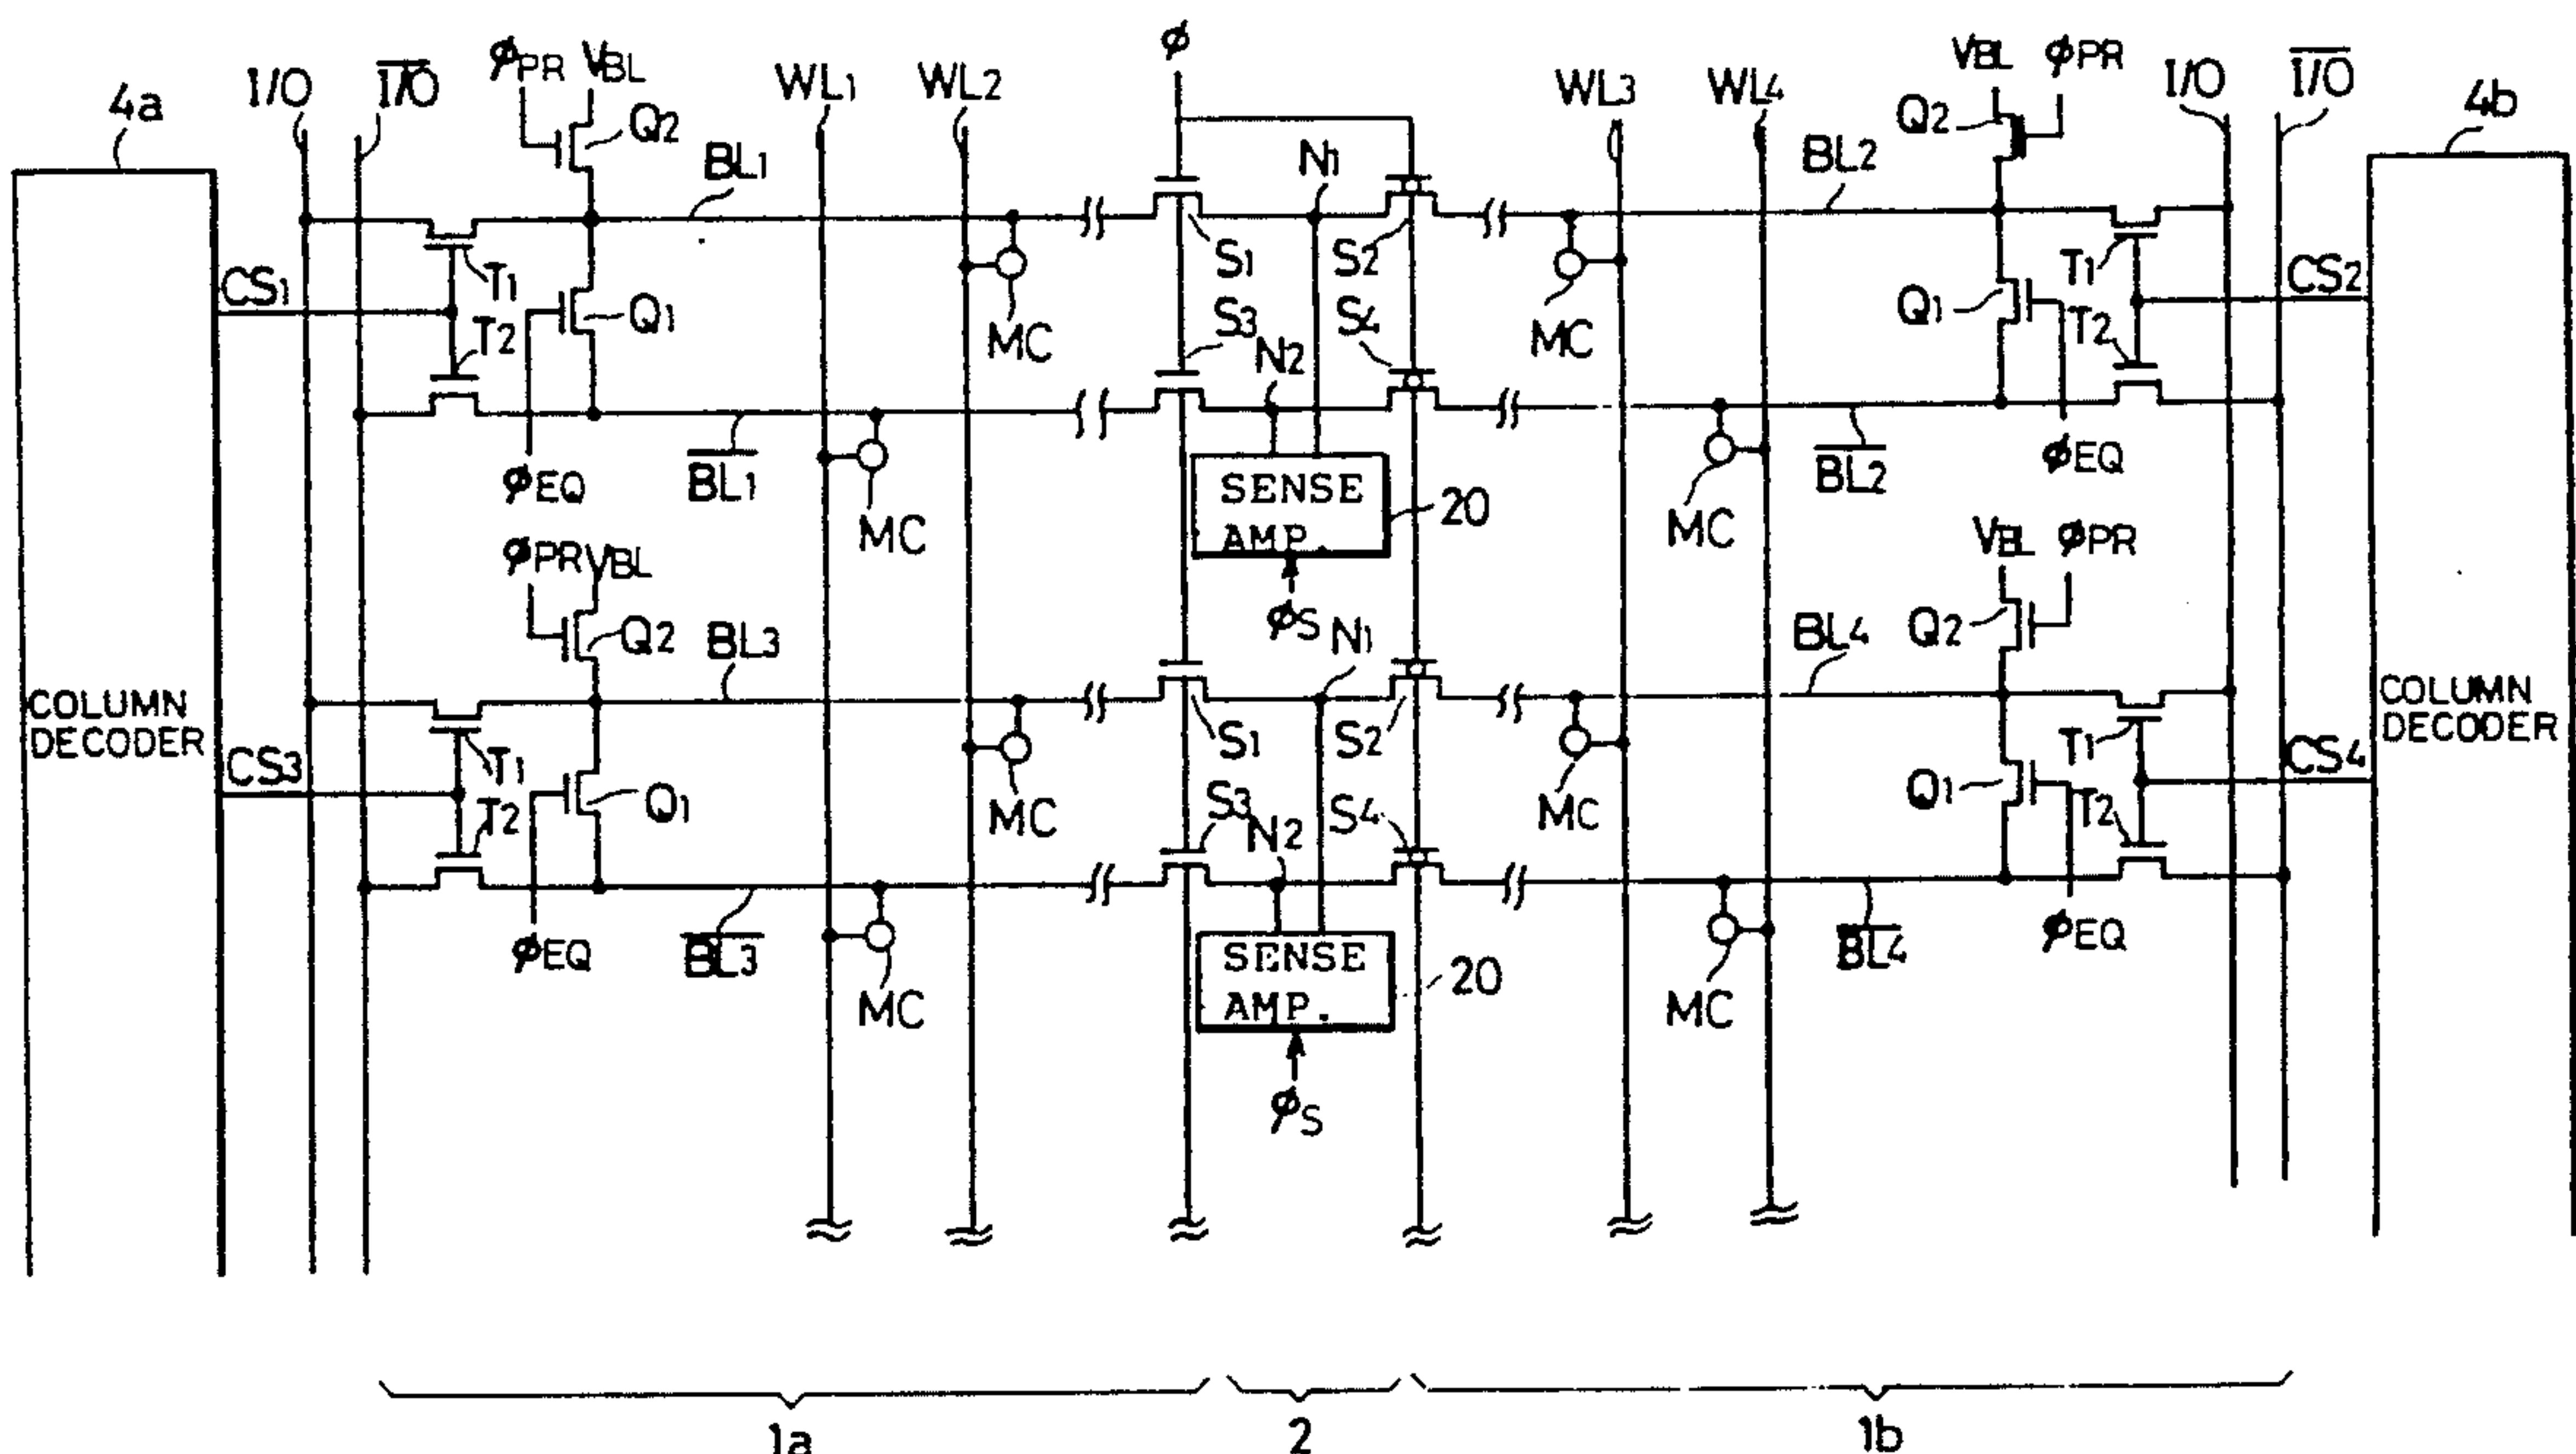 φ
φPR VBL
VBL φPR
4a I/O I/O̅ Q2 WL1 WL2 WL3 WL4 Q2 I/O I/O̅ 4b
BL1 N1 BL2
CS1 T1 Q1 MC S1 S2 MC Q1 T1 CS2
T2 S3 N2 S4 T2
φEQ B̅L̅1̅ MC SENSE AMP. 20 MC B̅L̅2̅ φEQ
φPR VBL φS VBL φPR
Q2 BL3 N1 BL4 Q2
COLUMN DECODER COLUMN DECODER
CS3 T1 Q1 MC S1 S2 MC Q1 T1 CS4
T2 S3 N2 S4 T2
φEQ B̅L̅3̅ MC SENSE AMP. 20 MC B̅L̅4̅ φEQ
φS
1a 2 1b